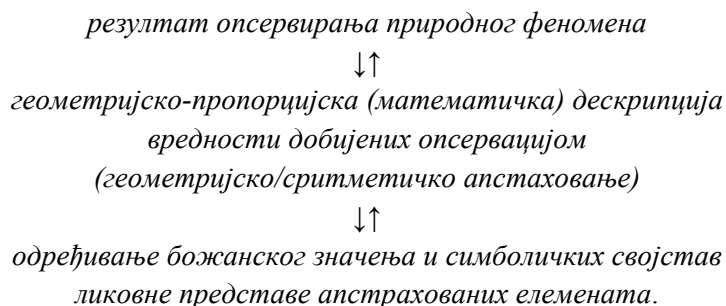 резултат опсервирања природног феномена
↓↑
геометријско-пропорцијска (математичка) дескрипција
вредности добијених опсервацијом
(геометријско/сритметичко апстаховање)
↓↑
одређивање божанског значења и симболичких својстав
ликовне представе апстрахованих елемената.